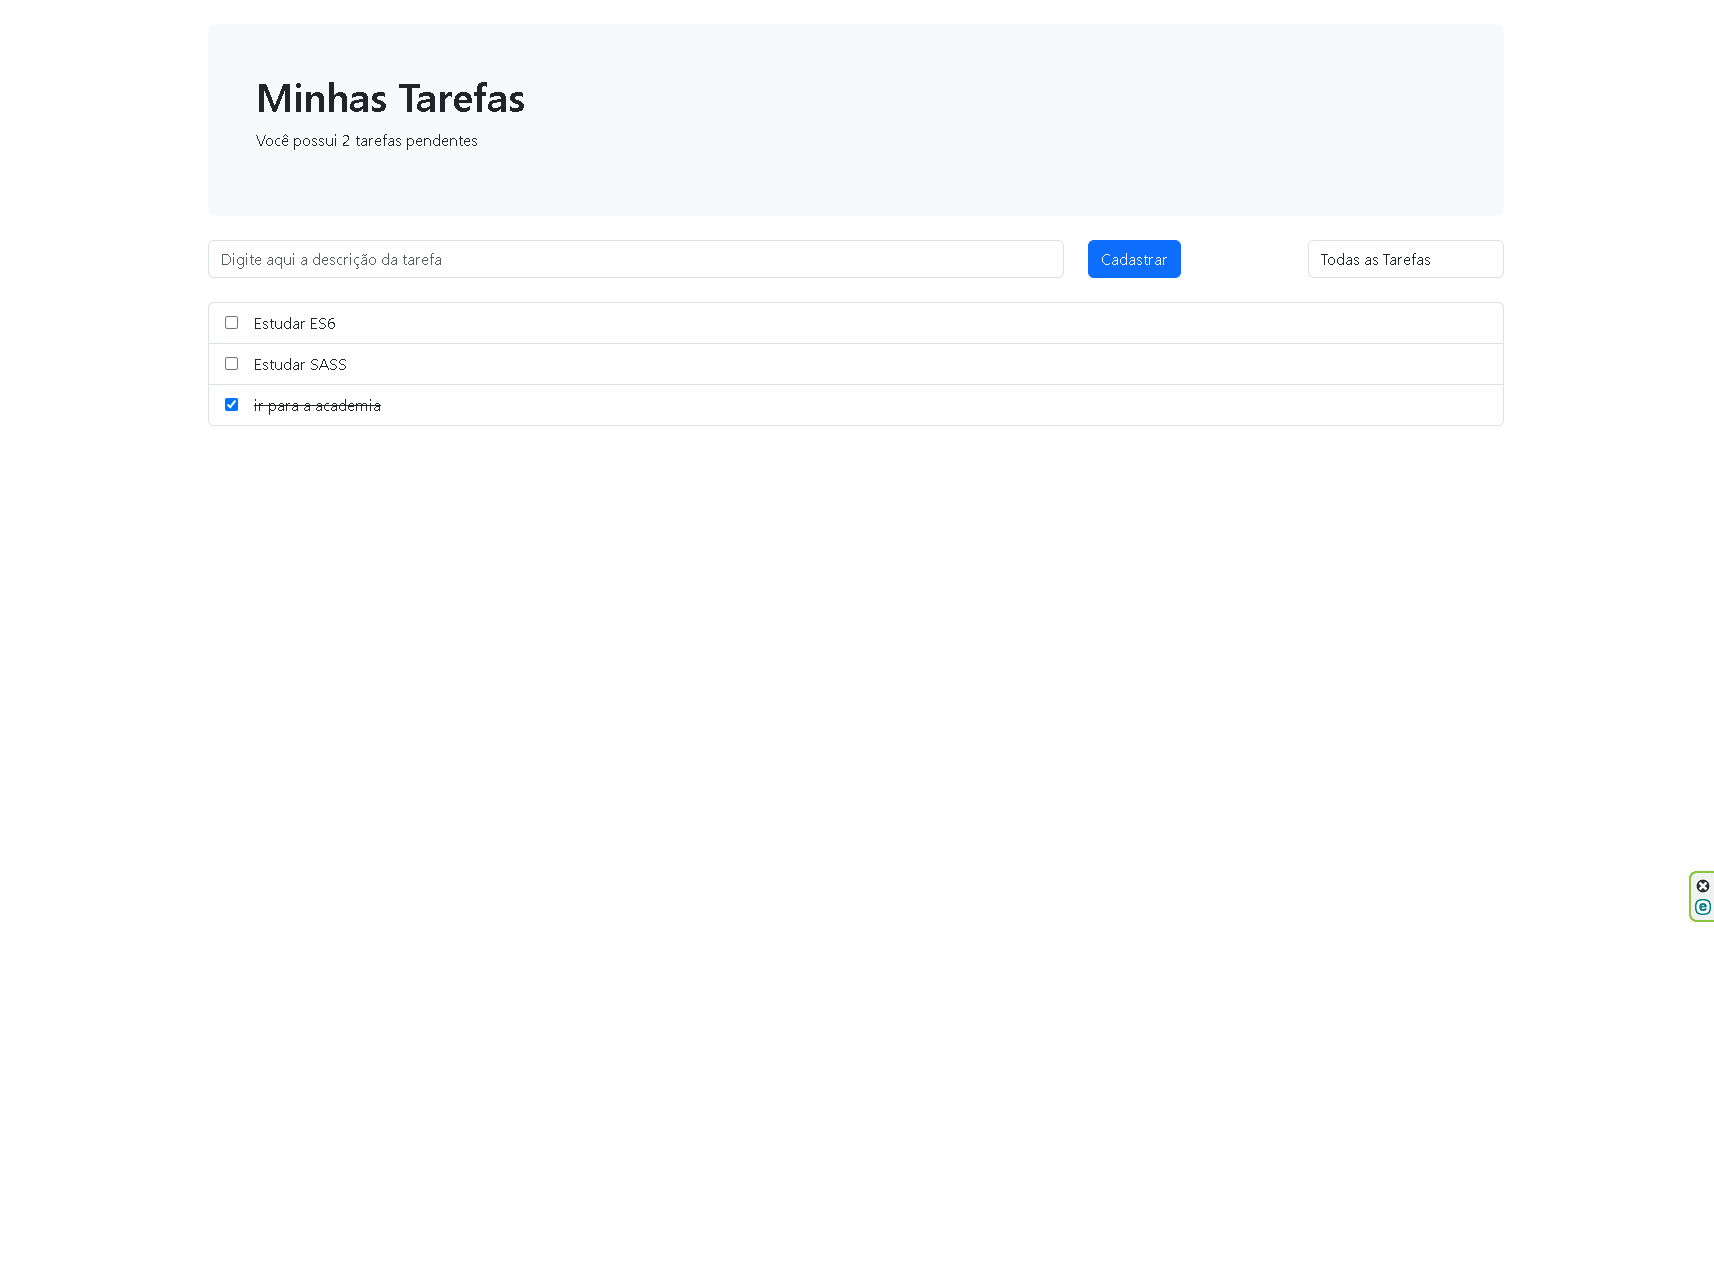 Minhas Tarefas
Você possui 2 tarefas pendentes
Digite aqui a descrição da tarefa
Cadastrar
Todas as Tarefas
Estudar ES6
Estudar SASS
ir para a academia
e